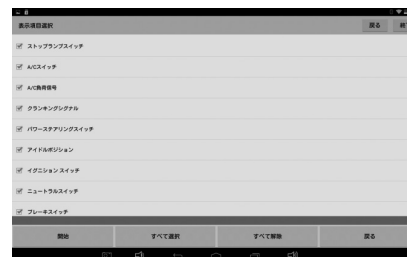 表示項目選択
戻る
終
ストップランプスイッチ
A/Cスイッチ
A/C負荷信号
クランキングシグナル
パワーステアリングスイッチ
アイドルポジション
イグニション スイッチ
ニュートラルスイッチ
ブレーキスイッチ
開始
すべて選択
すべて解除
戻る